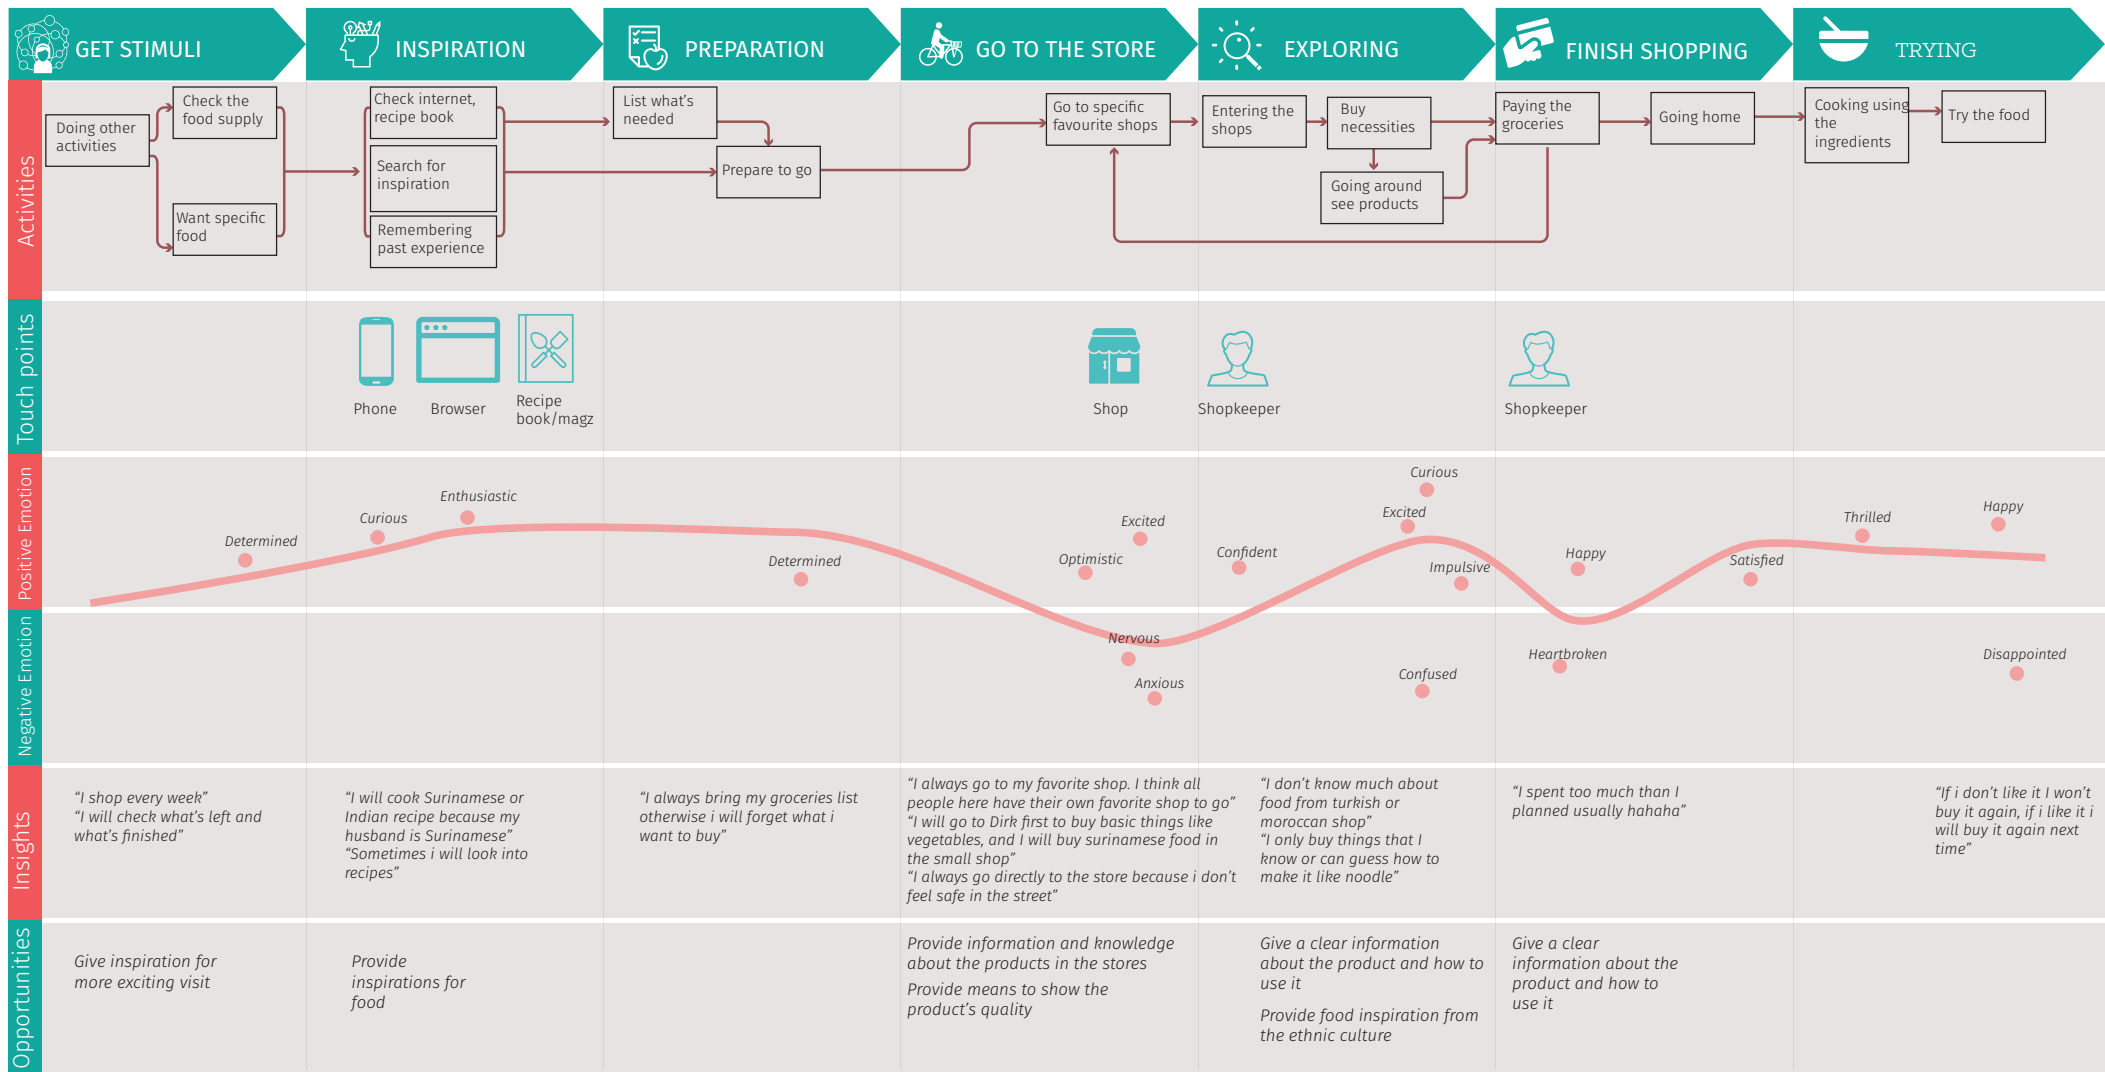 GET STIMULI
INSPIRATION
PREPARATION
GO TO THE STORE
EXPLORING
FINISH SHOPPING
TRYING
Activities
Doing other
activities
Check the
food supply
Want specific
food
Check internet,
recipe book
Search for
inspiration
Remembering
past experience
List what's
needed
Prepare to go
Go to specific
favourite shops
Entering the
shops
Buy
necessities
Going around
see products
Paying the
groceries
Going home
Cooking using
the
ingredients
Try the food
Touch points
Phone
Browser
Recipe
book/magz
Shop
Shopkeeper
Shopkeeper
Positive Emotion
Determined
Curious
Enthusiastic
Determined
Optimistic
Excited
Confident
Excited
Curious
Impulsive
Happy
Satisfied
Thrilled
Happy
Negative Emotion
Nervous
Anxious
Confused
Heartbroken
Disappointed
Insights
“I shop every week”
“I will check what’s left and
what’s finished”
“I will cook Surinamese or
Indian recipe because my
husband is Surinamese”
“Sometimes i will look into
recipes”
“I always bring my groceries list
otherwise i will forget what i
want to buy”
“I always go to my favorite shop. I think all
people here have their own favorite shop to go”
“I will go to Dirk first to buy basic things like
vegetables, and I will buy surinamese food in
the small shop”
“I always go directly to the store because i don’t
feel safe in the street”
“I don’t know much about
food from turkish or
moroccan shop”
“I only buy things that I
know or can guess how to
make it like noodle”
“I spent too much than I
planned usually hahaha”
“If i don’t like it I won’t
buy it again, if i like it i
will buy it again next
time”
Opportunities
Give inspiration for
more exciting visit
Provide
inspirations for
food
Provide information and knowledge
about the products in the stores
Provide means to show the
product’s quality
Give a clear information
about the product and how to
use it
Provide food inspiration from
the ethnic culture
Give a clear
information about the
product and how to
use it